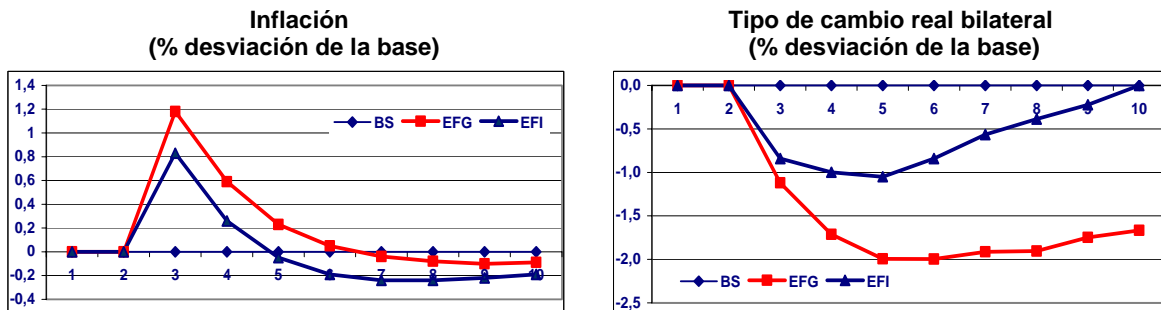 Inflación
(% desviación de la base)
1,4
1,2
1
0,8
0,6
0,4
0,2
0
-0,2
-0,4
BS EFG EFI
1 2 3 4 5 6 7 8 9 10
Tipo de cambio real bilateral
(% desviación de la base)
0,0
-0,5
-1,0
-1,5
-2,0
-2,5
1 2 3 4 5 6 7 8 9 10
BS EFG EFI